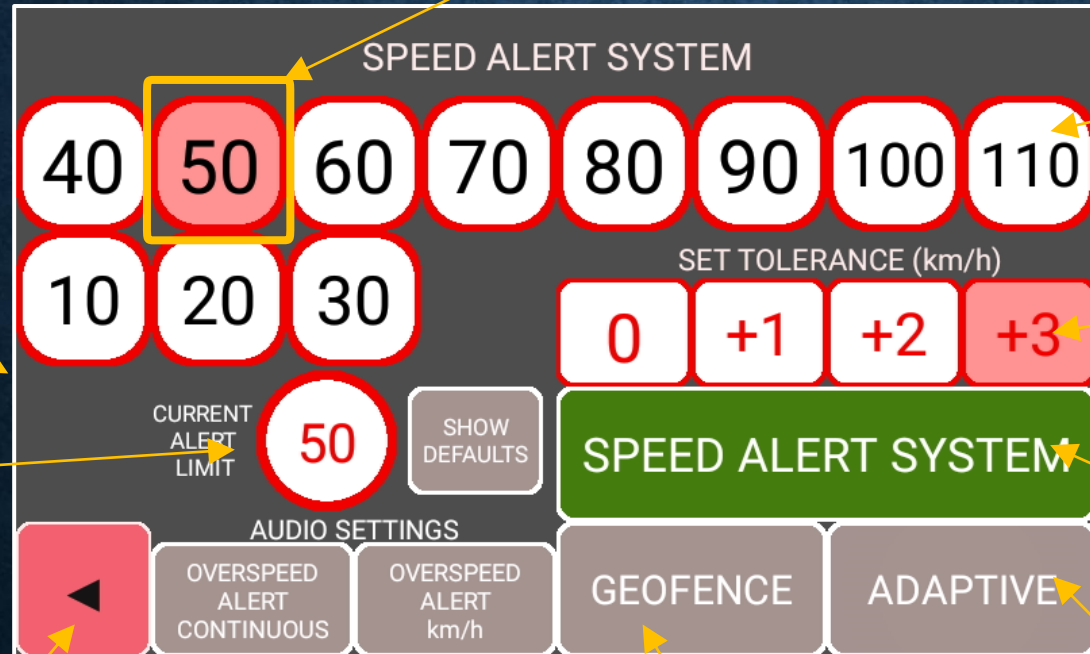 SPEED ALERT SYSTEM
40 50 60 70 80 90 100 110
10 20 30
SET TOLERANCE (km/h)
0 +1 +2 +3
CURRENT
ALERT
LIMIT
50
SHOW
DEFAULTS
SPEED ALERT SYSTEM
AUDIO SETTINGS
OVERSPEED
ALERT
CONTINUOUS
OVERSPEED
ALERT
km/h
GEOFENCE
ADAPTIVE